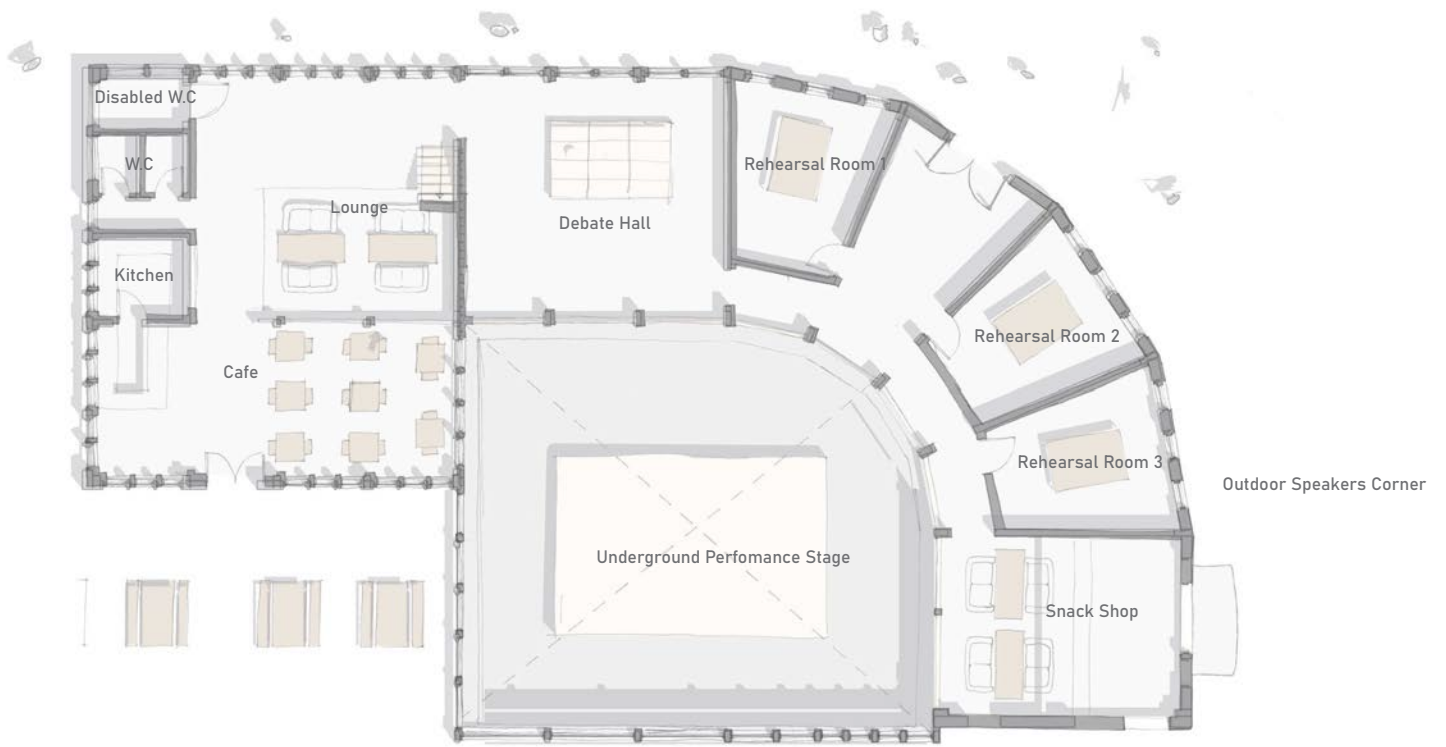 Disabled W.C
W.C
Rehearsal Room 1
Lounge
Debate Hall
Kitchen
Rehearsal Room 2
Cafe
Rehearsal Room 3
Outdoor Speakers Corner
Underground Perfomance Stage
Snack Shop